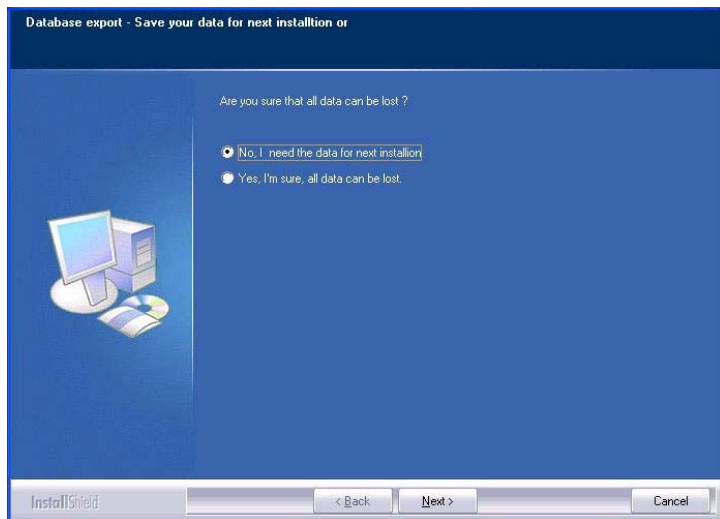 Database export - Save your data for next installtion or
Are you sure that all data can be lost ?
No, I need the data for next installion
Yes, I'm sure, all data can be lost.
InstallShield
< Back
Next >
Cancel